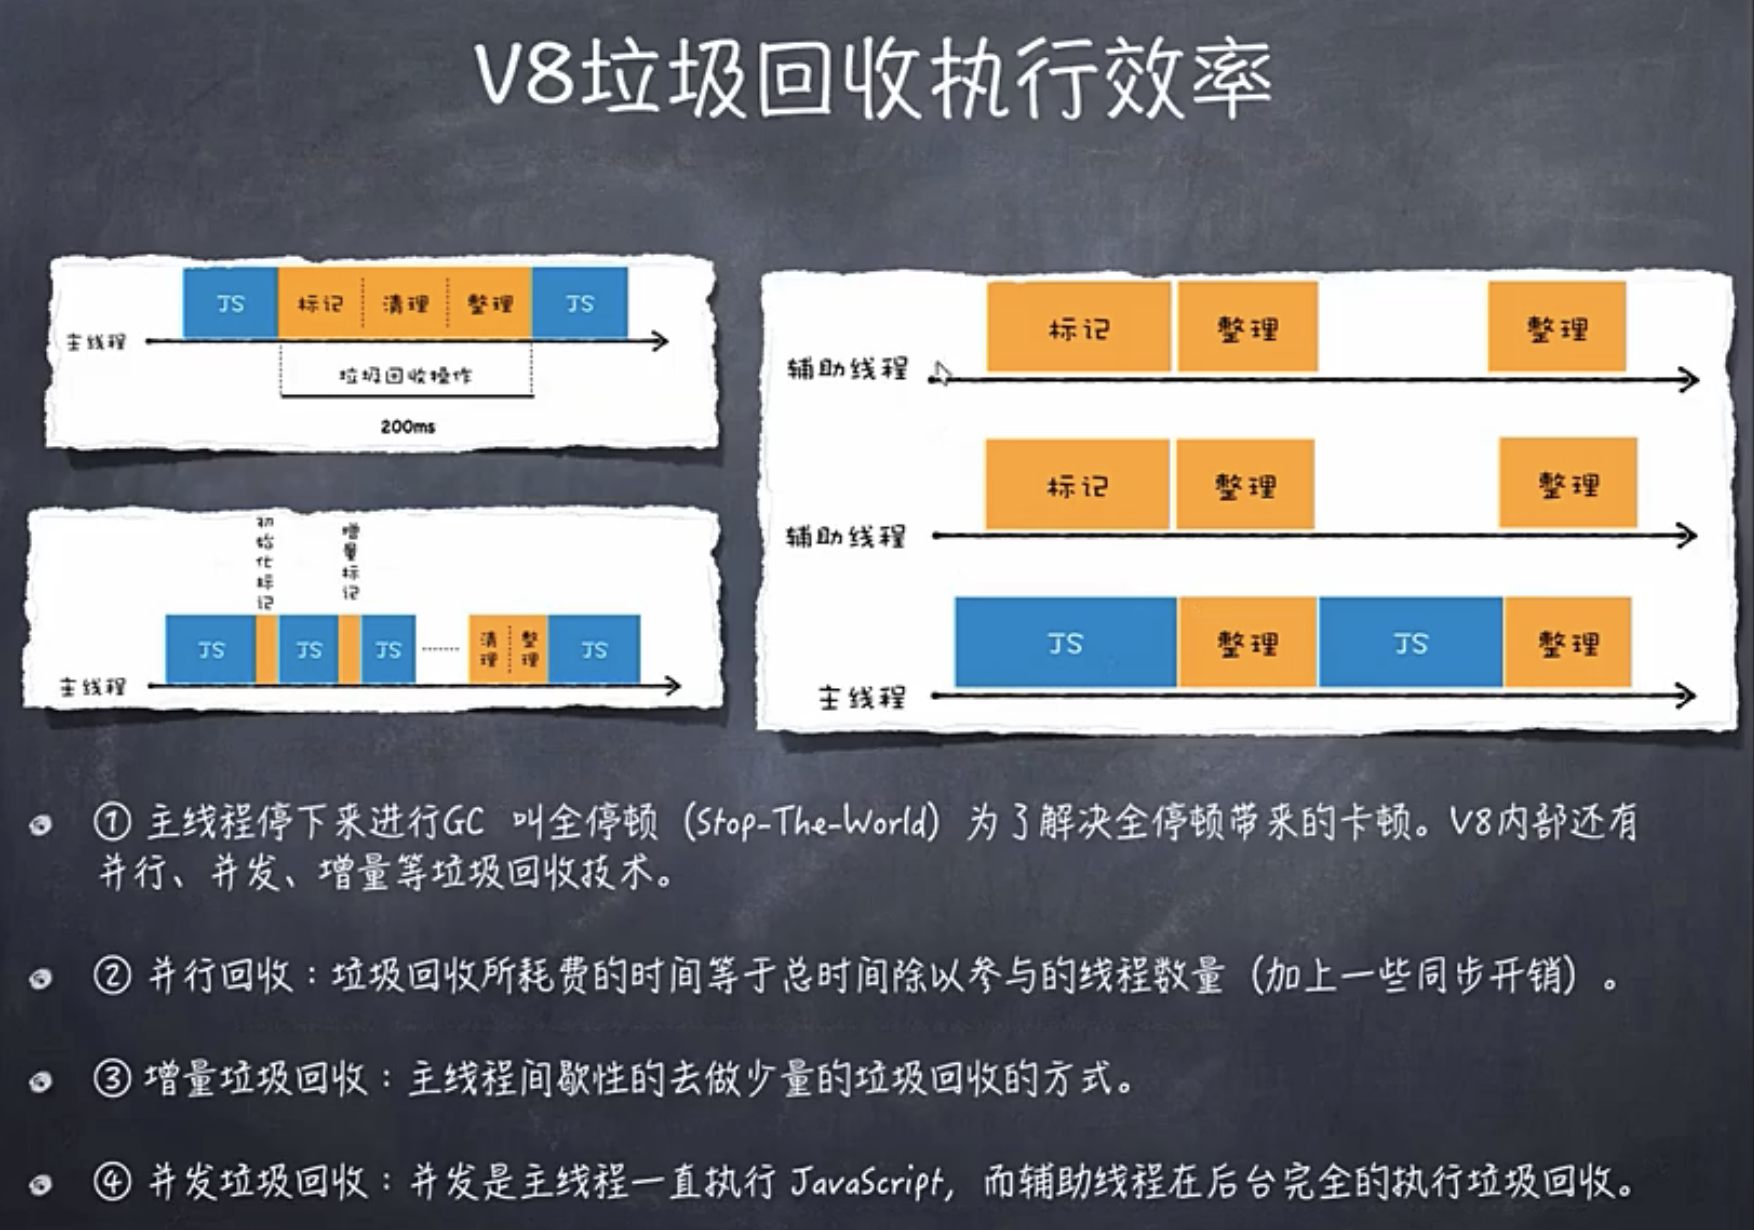 V8垃圾回收执行效率
JS 标记 清理 整理 JS
主线程
垃圾回收操作
200ms
初始化标记
增量标记
JS JS JS 清理 整理 JS
主线程
标记 整理 整理
辅助线程
标记 整理 整理
辅助线程
JS 整理 JS 整理
主线程
① 主线程停下来进行GC 叫全停顿（Stop-The-World）为了解决全停顿带来的卡顿。V8内部还有
并行、并发、增量等垃圾回收技术。
② 并行回收：垃圾回收所耗费的时间等于总时间除以参与的线程数量（加上一些同步开销）。
③ 增量垃圾回收：主线程间歇性的去做少量的垃圾回收的方式。
④ 并发垃圾回收：并发是主线程一直执行 JavaScript，而辅助线程在后台完全的执行垃圾回收。